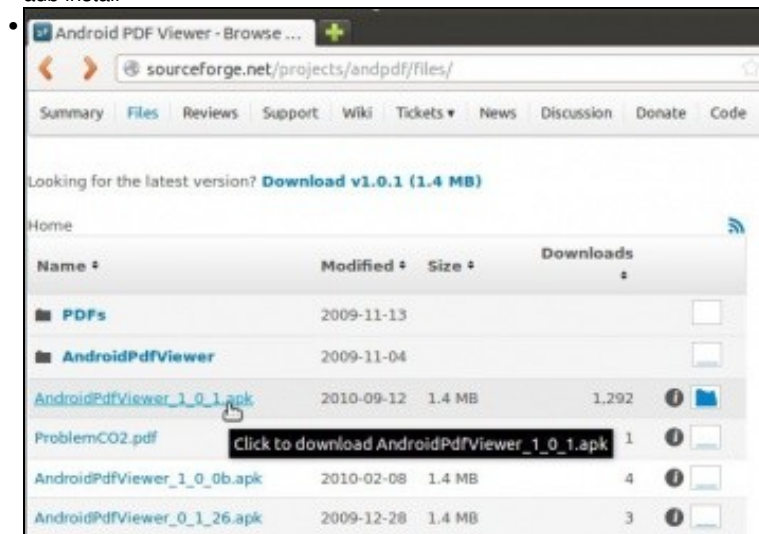 adb install
Android PDF Viewer - Browse ...
sourceforge.net/projects/andpdf/files/
Summary Files Reviews Support Wiki Tickets ▾ News Discussion Donate Code
Looking for the latest version? Download v1.0.1 (1.4 MB)
Home
Name Modified Size Downloads
PDFs 2009-11-13
AndroidPdfViewer 2009-11-04
AndroidPdfViewer_1_0_1.apk 2010-09-12 1.4 MB 1,292
ProblemCO2.pdf 1
Click to download AndroidPdfViewer_1_0_1.apk
AndroidPdfViewer_1_0_0b.apk 2010-02-08 1.4 MB 4
AndroidPdfViewer_0_1_26.apk 2009-12-28 1.4 MB 3